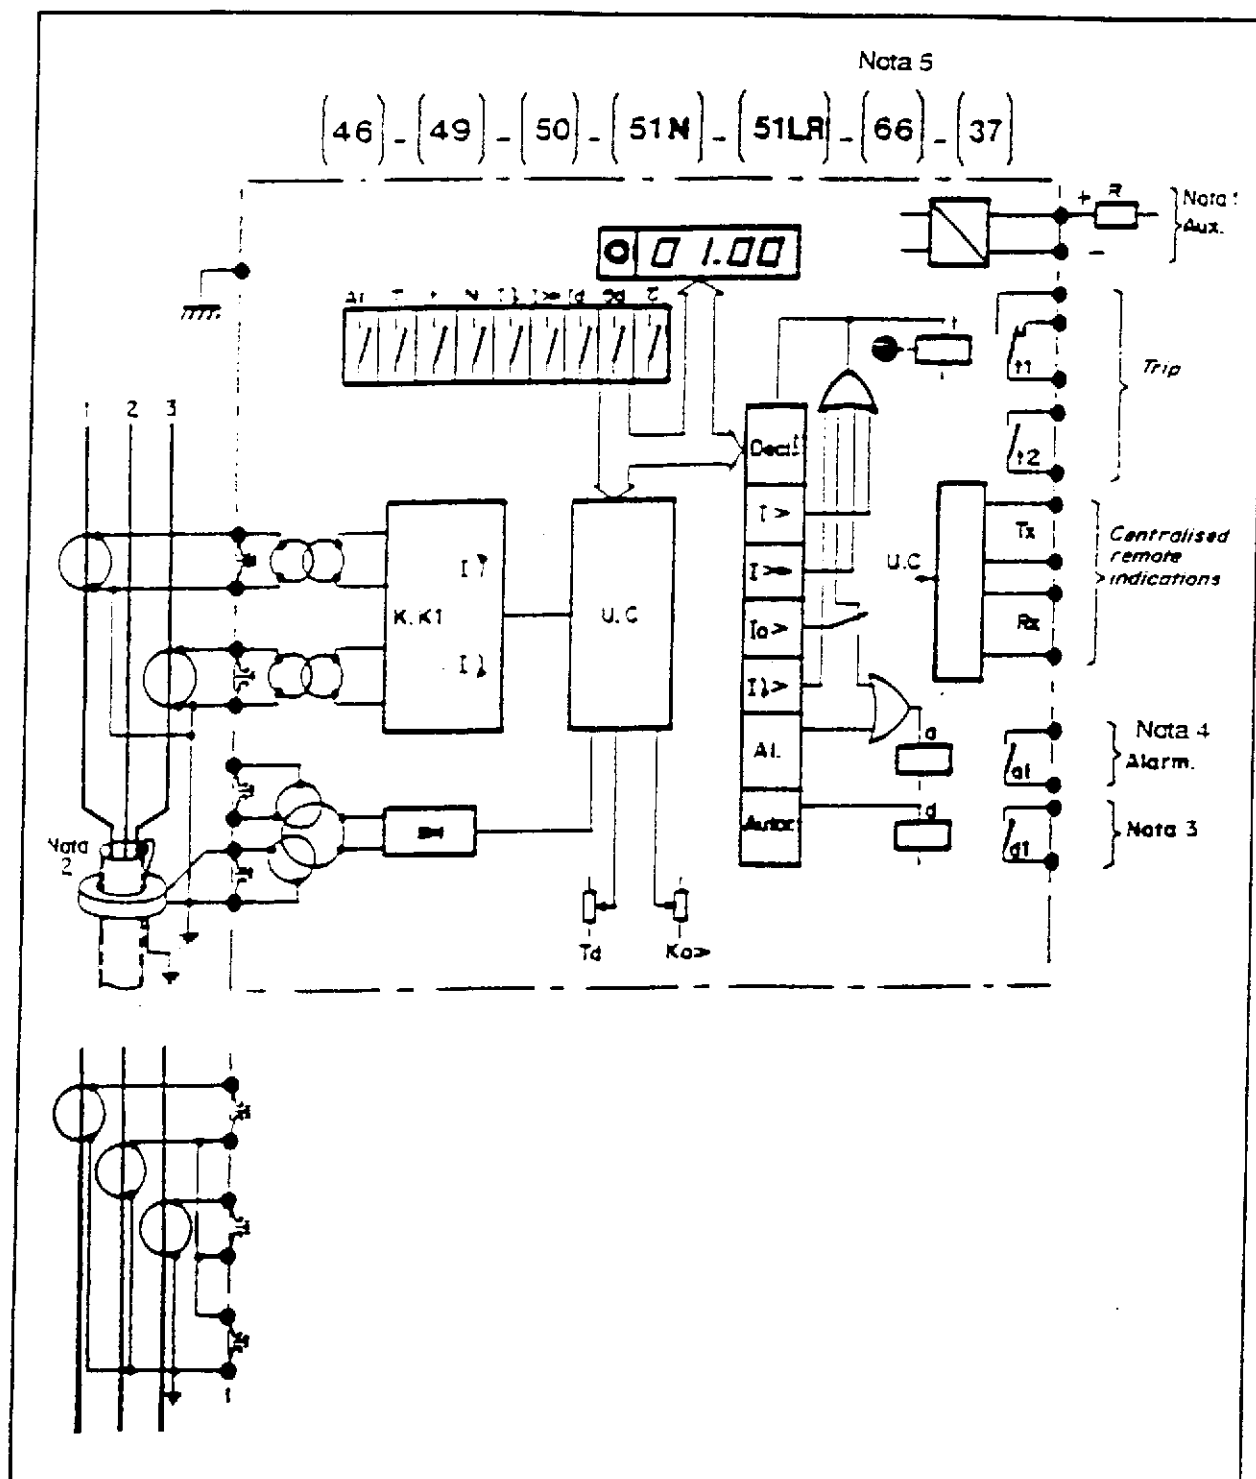 Nota 5
(46) - (49) - (50) - (51N) - (51LR) - (66) - (37)
+ R
Nota 1
Aux.
-
01.00
t
t1
Trip
t2
2 3
Dect!
I>
I>>
Io>
Al.
K.K1
U.C
U.C
Tx
Rx
Centralised
remote
indications
a
a1
Nota 4
Alarm.
Autor
d
d1
Nota 3
Nota
2
Td
Ko>